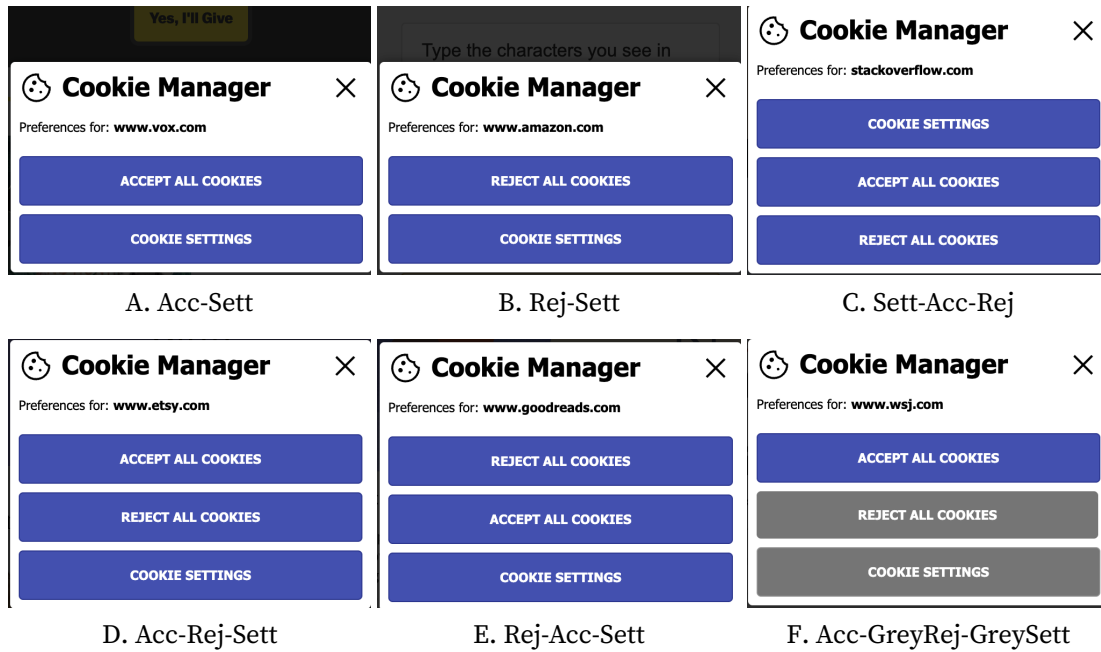 Yes, I'll Give
Cookie Manager
Preferences for: www.vox.com
ACCEPT ALL COOKIES
COOKIE SETTINGS
A. Acc-Sett
Type the characters you see in
Cookie Manager
Preferences for: www.amazon.com
REJECT ALL COOKIES
COOKIE SETTINGS
B. Rej-Sett
Cookie Manager
Preferences for: stackoverflow.com
COOKIE SETTINGS
ACCEPT ALL COOKIES
REJECT ALL COOKIES
C. Sett-Acc-Rej
Cookie Manager
Preferences for: www.etsy.com
ACCEPT ALL COOKIES
REJECT ALL COOKIES
COOKIE SETTINGS
D. Acc-Rej-Sett
Cookie Manager
Preferences for: www.goodreads.com
REJECT ALL COOKIES
ACCEPT ALL COOKIES
COOKIE SETTINGS
E. Rej-Acc-Sett
Cookie Manager
Preferences for: www.wsj.com
ACCEPT ALL COOKIES
REJECT ALL COOKIES
COOKIE SETTINGS
F. Acc-GreyRej-GreySett